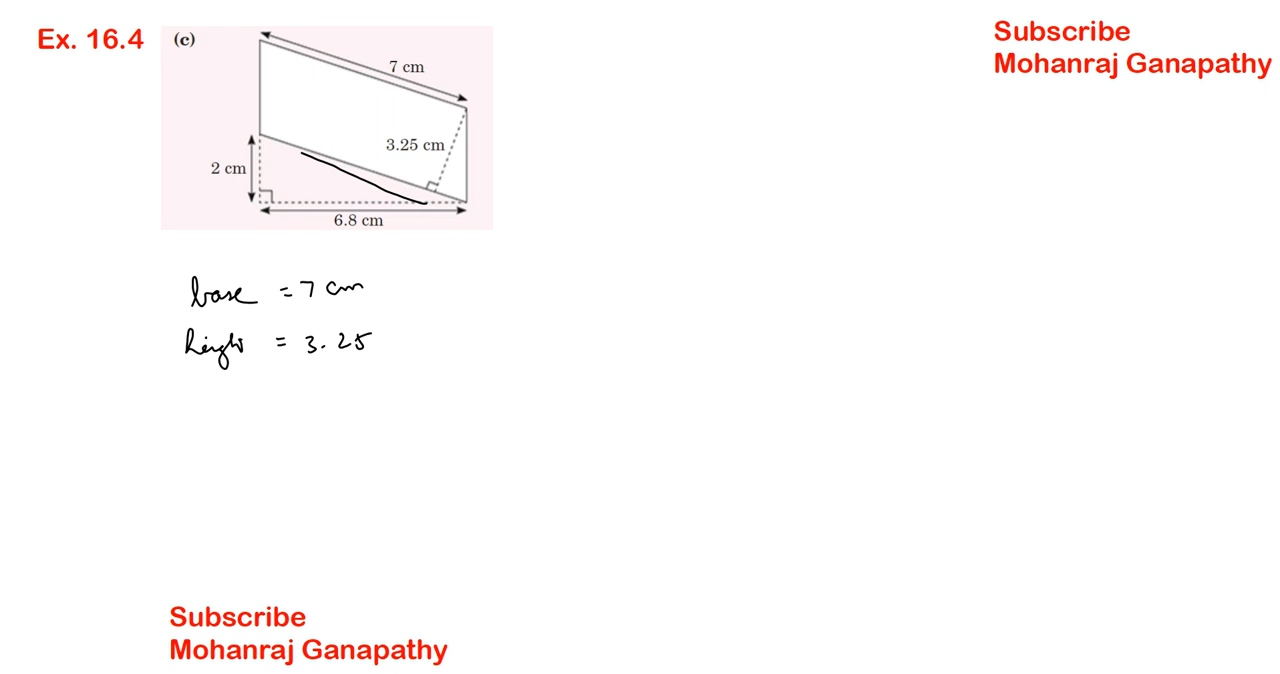 Ex. 16.4
(c)
Subscribe
Mohanraj Ganapathy
7 cm
3.25 cm
2 cm
6.8 cm
base = 7 cm
height = 3.25
Subscribe
Mohanraj Ganapathy